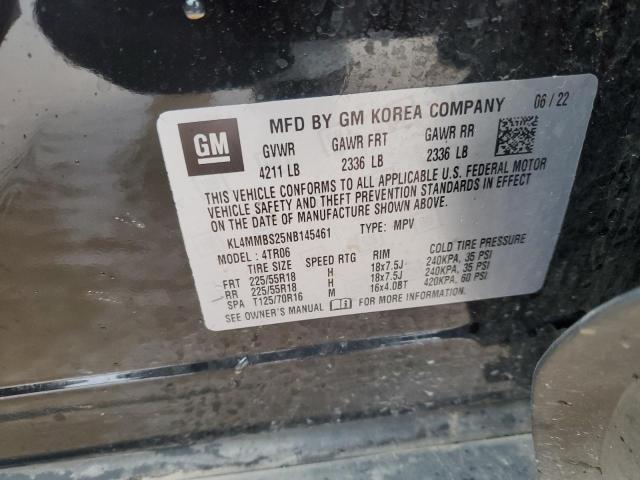 GM
MFD BY GM KOREA COMPANY 06/22
GVWR GAWR FRT GAWR RR
4211 LB 2336 LB 2336 LB
THIS VEHICLE CONFORMS TO ALL APPLICABLE U.S. FEDERAL MOTOR
VEHICLE SAFETY AND THEFT PREVENTION STANDARDS IN EFFECT
ON THE DATE OF MANUFACTURE SHOWN ABOVE.
KL4MMBS25NB145461 TYPE: MPV
MODEL: 4TR06
TIRE SIZE SPEED RTG RIM COLD TIRE PRESSURE
FRT 225/55R18 H 18x7.5J 240KPA, 35 PSI
RR 225/55R18 H 18x7.5J 240KPA, 35 PSI
SPA T125/70R16 M 16x4.0BT 420KPA, 60 PSI
SEE OWNER'S MANUAL FOR MORE INFORMATION.